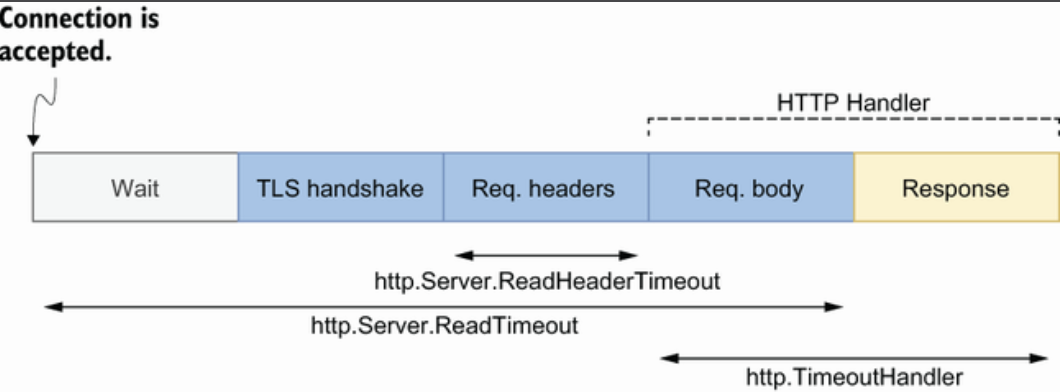 Connection is
accepted.
HTTP Handler
Wait
TLS handshake
Req. headers
Req. body
Response
http.Server.ReadHeaderTimeout
http.Server.ReadTimeout
http.TimeoutHandler